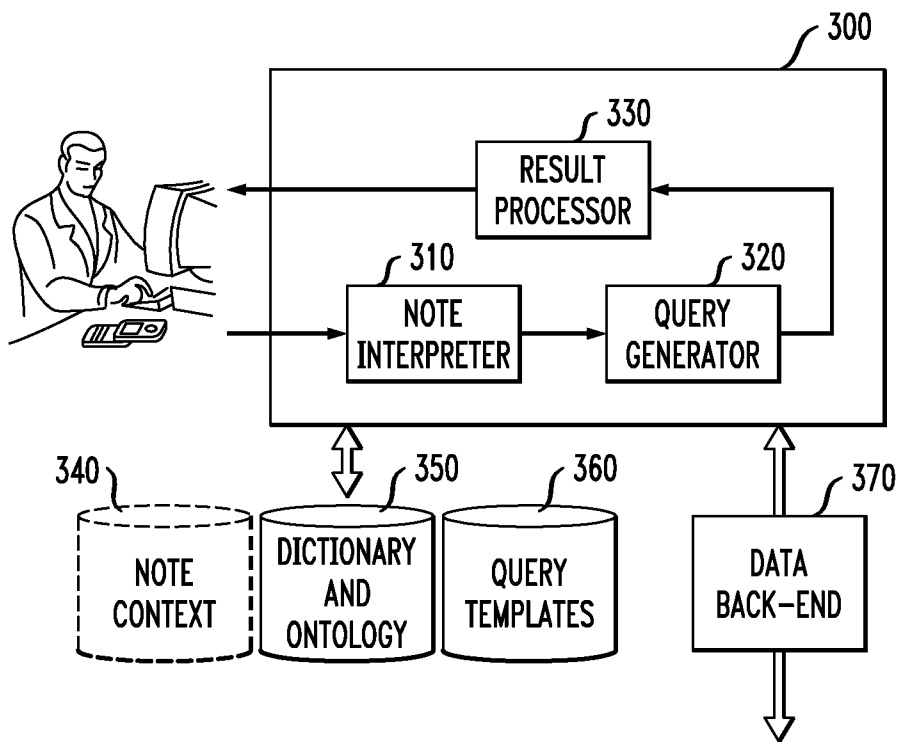 300
330
RESULT
PROCESSOR
310
NOTE
INTERPRETER
320
QUERY
GENERATOR
340
NOTE
CONTEXT
350
DICTIONARY
AND
ONTOLOGY
360
QUERY
TEMPLATES
370
DATA
BACK-END